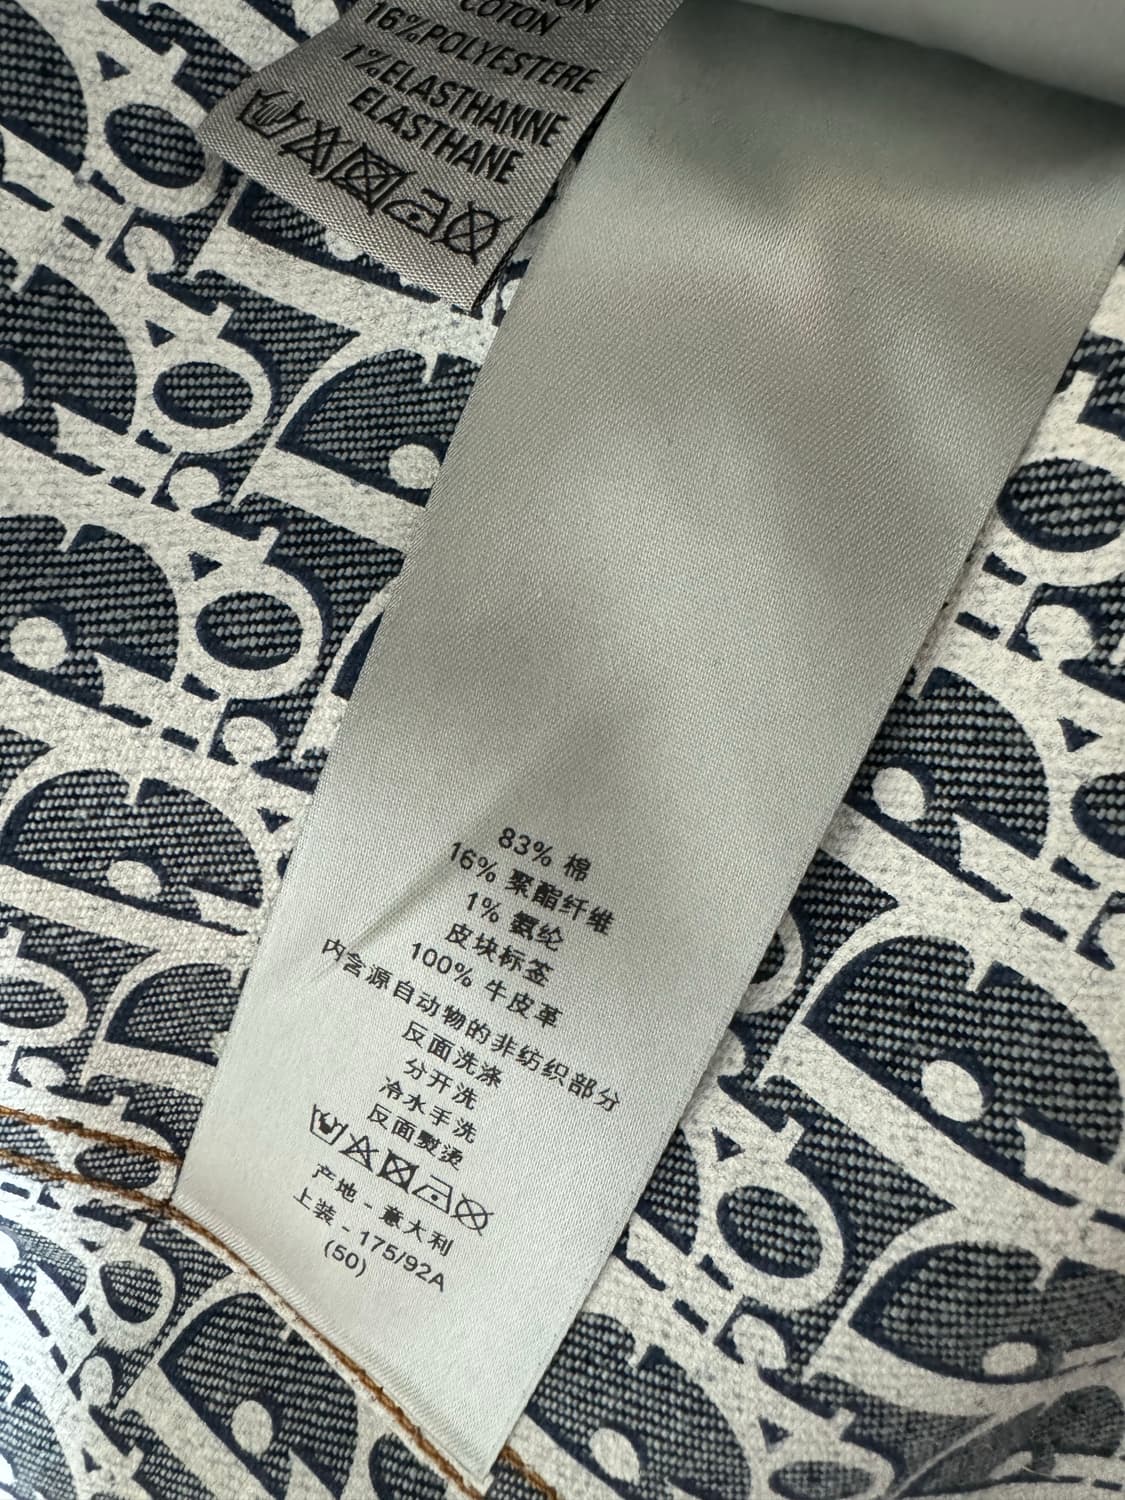 COTON
16%POLYESTERE
1%ELASTHANNE
ELASTHANE
83% 棉
16% 聚酯纤维
1% 氨纶
皮块标签
100% 牛皮革
内含源自动物的非纺织部分
反面洗涤
分开洗
冷水手洗
反面熨烫
产地 - 意大利
上装 - 175/92A
(50)
Dior